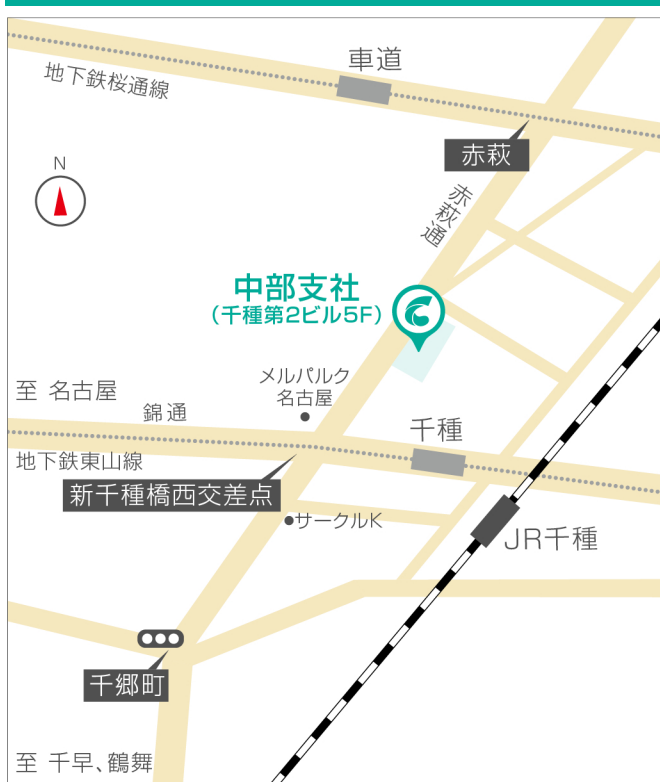 車道
地下鉄桜通線
赤萩
N
赤萩通
中部支社
(千種第2ビル5F)
メルパルク
名古屋
至 名古屋
錦通
千種
地下鉄東山線
新千種橋西交差点
サークルK
JR千種
千郷町
至 千早、鶴舞